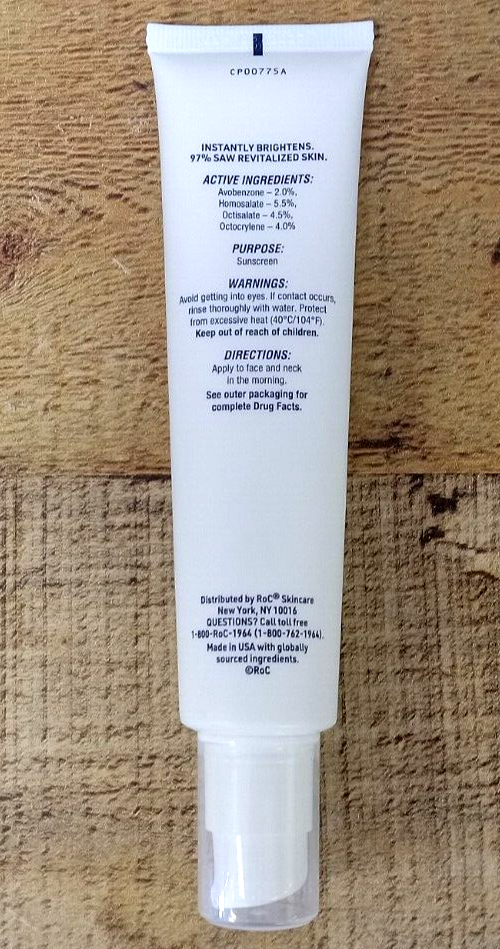 CP00775A
INSTANTLY BRIGHTENS.
97% SAW REVITALIZED SKIN.
ACTIVE INGREDIENTS:
Avobenzone – 2.0%,
Homosalate – 5.5%,
Octisalate – 4.5%,
Octocrylene – 4.0%
PURPOSE:
Sunscreen
WARNINGS:
Avoid getting into eyes. If contact occurs,
rinse thoroughly with water. Protect
from excessive heat (40°C/104°F).
Keep out of reach of children.
DIRECTIONS:
Apply to face and neck
in the morning.
See outer packaging for
complete Drug Facts.
Distributed by RoC® Skincare
New York, NY 10016
QUESTIONS? Call toll free
1-800-RoC-1964 (1-800-762-1964).
Made in USA with globally
sourced ingredients.
©RoC